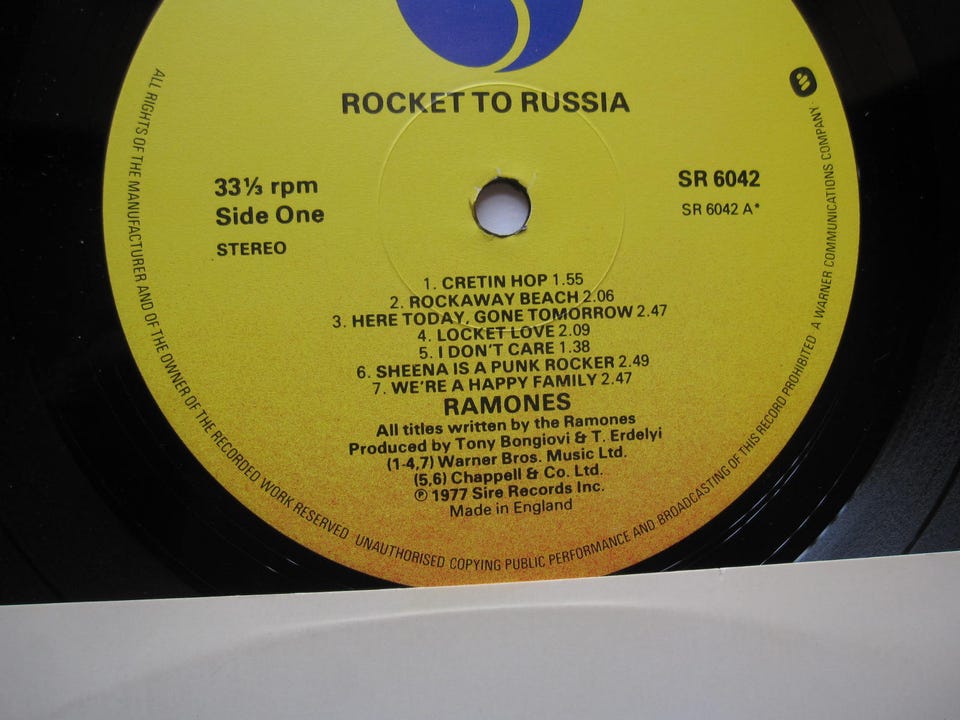 ROCKET TO RUSSIA
33⅓ rpm
Side One
STEREO
SR 6042
SR 6042 A*
1. CRETIN HOP 1.55
2. ROCKAWAY BEACH 2.06
3. HERE TODAY, GONE TOMORROW 2.47
4. LOCKET LOVE 2.09
5. I DON'T CARE 1.38
6. SHEENA IS A PUNK ROCKER 2.49
7. WE'RE A HAPPY FAMILY 2.47
RAMONES
All titles written by the Ramones
Produced by Tony Bongiovi & T. Erdelyi
(1-4,7) Warner Bros. Music Ltd.
(5,6) Chappell & Co. Ltd.
℗ 1977 Sire Records Inc.
Made in England
ALL RIGHTS OF THE MANUFACTURER AND OF THE OWNER OF THE RECORDED WORK RESERVED UNAUTHORISED COPYING PUBLIC PERFORMANCE AND BROADCASTING OF THIS RECORD PROHIBITED A WARNER COMMUNICATIONS COMPANY